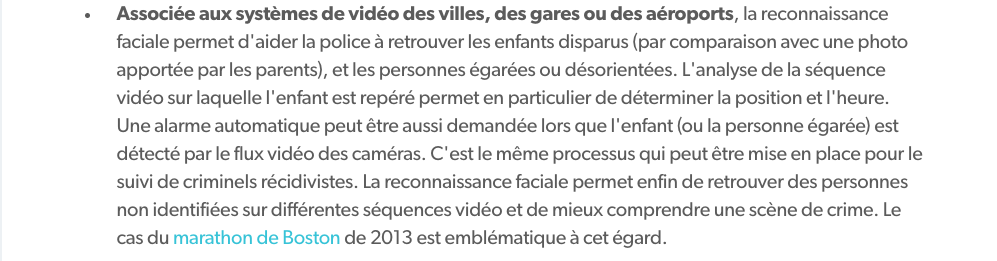 • Associée aux systèmes de vidéo des villes, des gares ou des aéroports, la reconnaissance
faciale permet d'aider la police à retrouver les enfants disparus (par comparaison avec une photo
apportée par les parents), et les personnes égarées ou désorientées. L'analyse de la séquence
vidéo sur laquelle l'enfant est repéré permet en particulier de déterminer la position et l'heure.
Une alarme automatique peut être aussi demandée lors que l'enfant (ou la personne égarée) est
détecté par le flux vidéo des caméras. C'est le même processus qui peut être mise en place pour le
suivi de criminels récidivistes. La reconnaissance faciale permet enfin de retrouver des personnes
non identifiées sur différentes séquences vidéo et de mieux comprendre une scène de crime. Le
cas du marathon de Boston de 2013 est emblématique à cet égard.